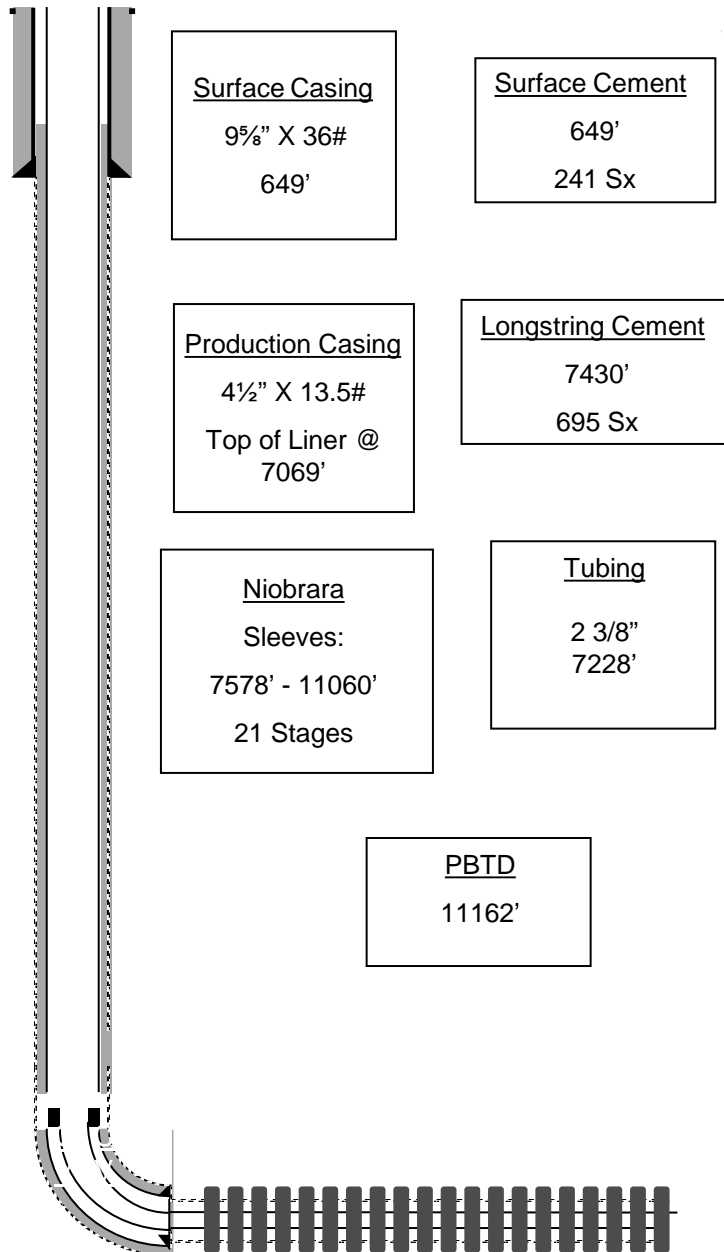 Surface Casing
9⅝” X 36#
649’
Surface Cement
649’
241 Sx
Production Casing
4½” X 13.5#
Top of Liner @
7069’
Longstring Cement
7430’
695 Sx
Niobrara
Sleeves:
7578’ - 11060’
21 Stages
Tubing
2 3/8”
7228’
PBTD
11162’